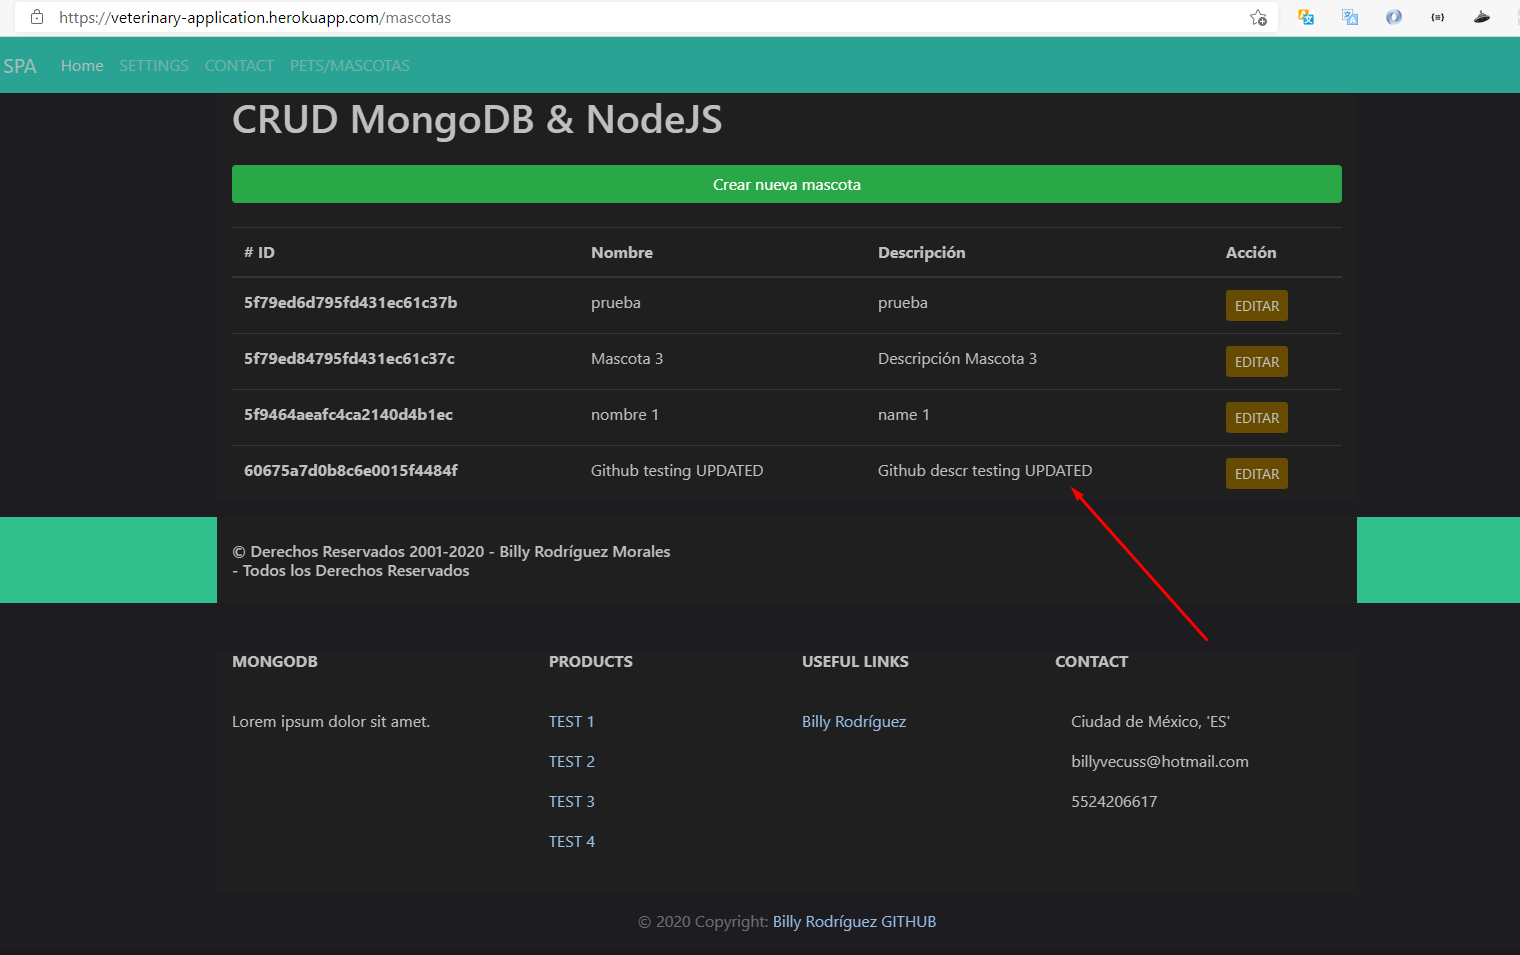 https://veterinary-application.herokuapp.com/mascotas
SPA Home SETTINGS CONTACT PETS/MASCOTAS
CRUD MongoDB & NodeJS
Crear nueva mascota
# ID Nombre Descripción Acción
5f79ed6d795fd431ec61c37b prueba prueba EDITAR
5f79ed84795fd431ec61c37c Mascota 3 Descripción Mascota 3 EDITAR
5f9464aeafc4ca2140d4b1ec nombre 1 name 1 EDITAR
60675a7d0b8c6e0015f4484f Github testing UPDATED Github descr testing UPDATED EDITAR
© Derechos Reservados 2001-2020 - Billy Rodríguez Morales
- Todos los Derechos Reservados
MONGODB PRODUCTS USEFUL LINKS CONTACT
Lorem ipsum dolor sit amet. TEST 1 Billy Rodríguez Ciudad de México, 'ES'
TEST 2 billyvecuss@hotmail.com
TEST 3 5524206617
TEST 4
© 2020 Copyright: Billy Rodríguez GITHUB